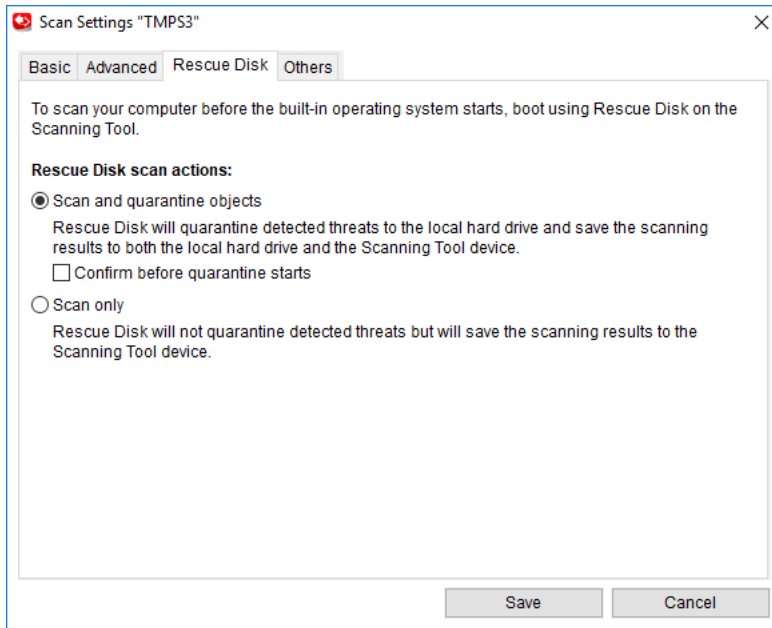 Scan Settings "TMPS3"
Basic Advanced Rescue Disk Others
To scan your computer before the built-in operating system starts, boot using Rescue Disk on the
Scanning Tool.
Rescue Disk scan actions:
Scan and quarantine objects
Rescue Disk will quarantine detected threats to the local hard drive and save the scanning
results to both the local hard drive and the Scanning Tool device.
Confirm before quarantine starts
Scan only
Rescue Disk will not quarantine detected threats but will save the scanning results to the
Scanning Tool device.
Save Cancel